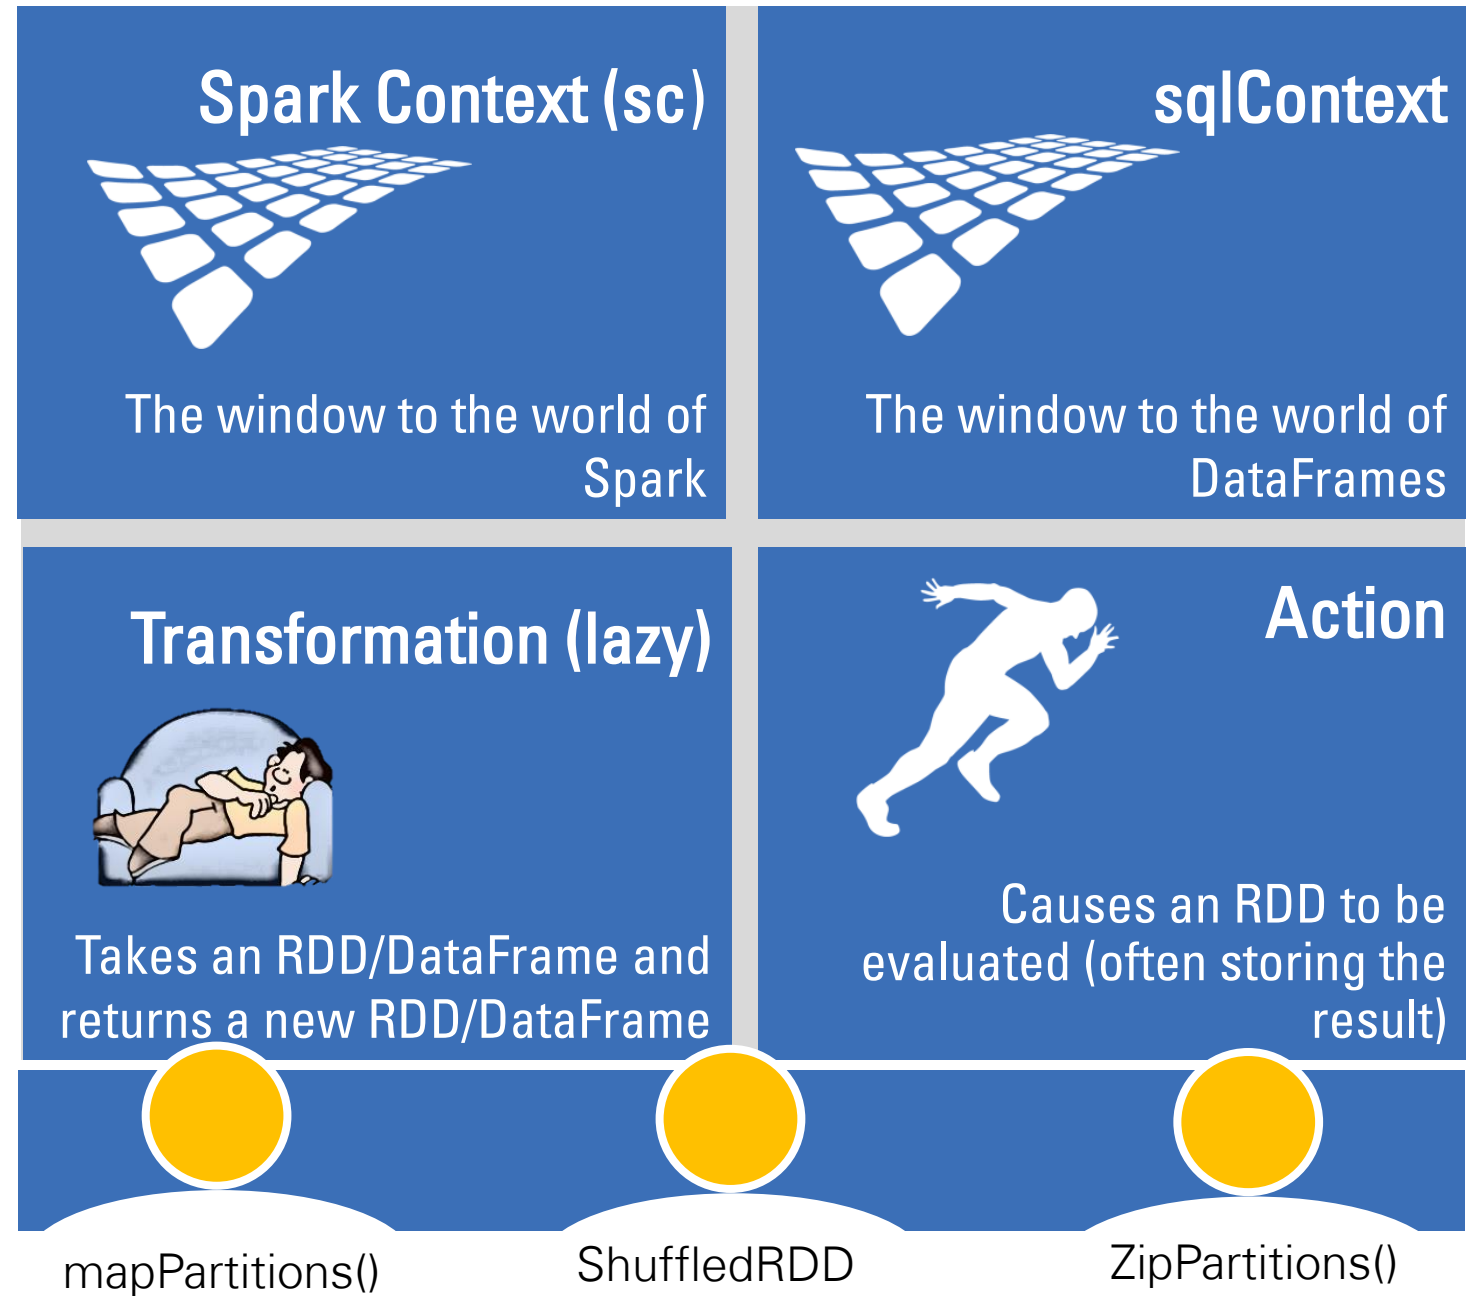 Spark Context (sc)
The window to the world of
Spark
sqlContext
The window to the world of
DataFrames
Transformation (lazy)
Takes an RDD/DataFrame and
returns a new RDD/DataFrame
Action
Causes an RDD to be
evaluated (often storing the
result)
mapPartitions()
ShuffledRDD
ZipPartitions()